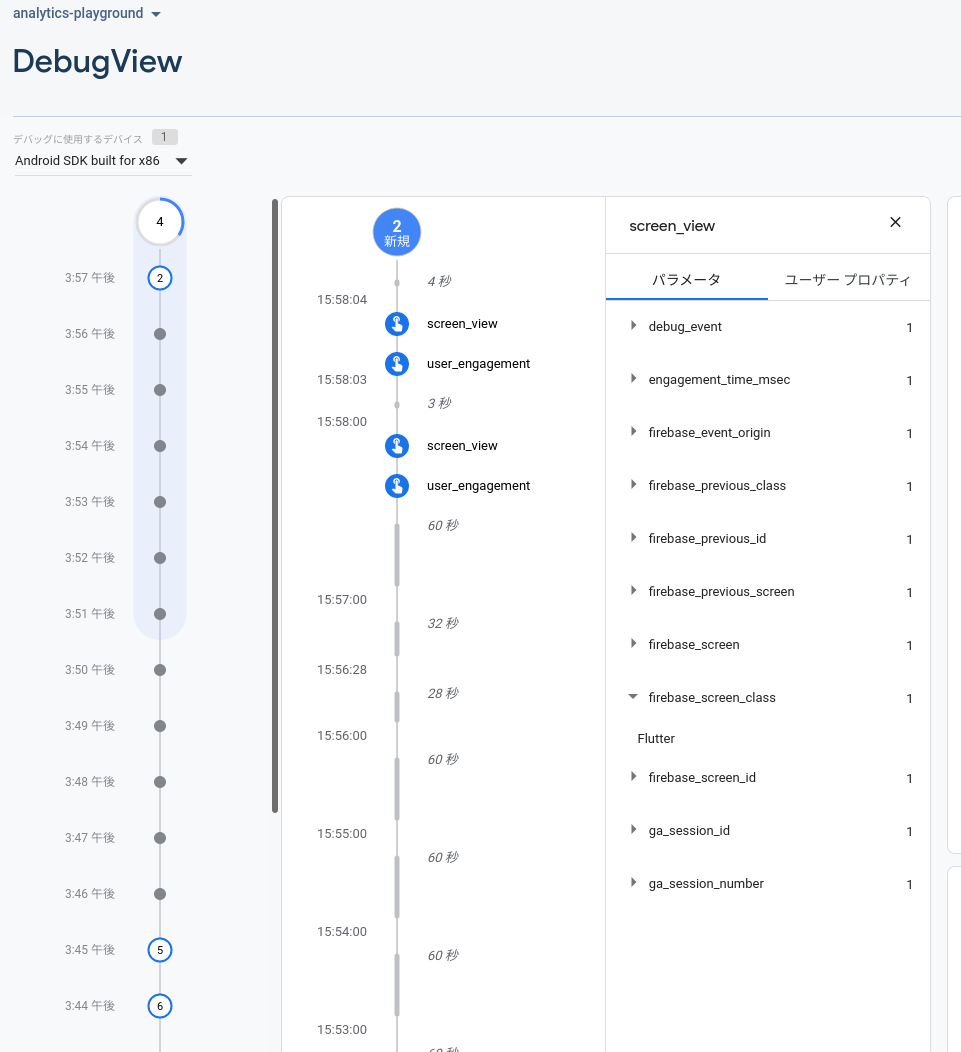 analytics-playground
DebugView
デバッグに使用するデバイス 1
Android SDK built for x86
4
3:57 午後 2
3:56 午後
3:55 午後
3:54 午後
3:53 午後
3:52 午後
3:51 午後
3:50 午後
3:49 午後
3:48 午後
3:47 午後
3:46 午後
3:45 午後 5
3:44 午後 6
2
新規
4 秒
15:58:04
screen_view
user_engagement
15:58:03
3 秒
15:58:00
screen_view
user_engagement
60 秒
15:57:00
32 秒
15:56:28
28 秒
15:56:00
60 秒
15:55:00
60 秒
15:54:00
60 秒
15:53:00
screen_view
パラメータ ユーザー プロパティ
debug_event 1
engagement_time_msec 1
firebase_event_origin 1
firebase_previous_class 1
firebase_previous_id 1
firebase_previous_screen 1
firebase_screen 1
firebase_screen_class 1
Flutter
firebase_screen_id 1
ga_session_id 1
ga_session_number 1